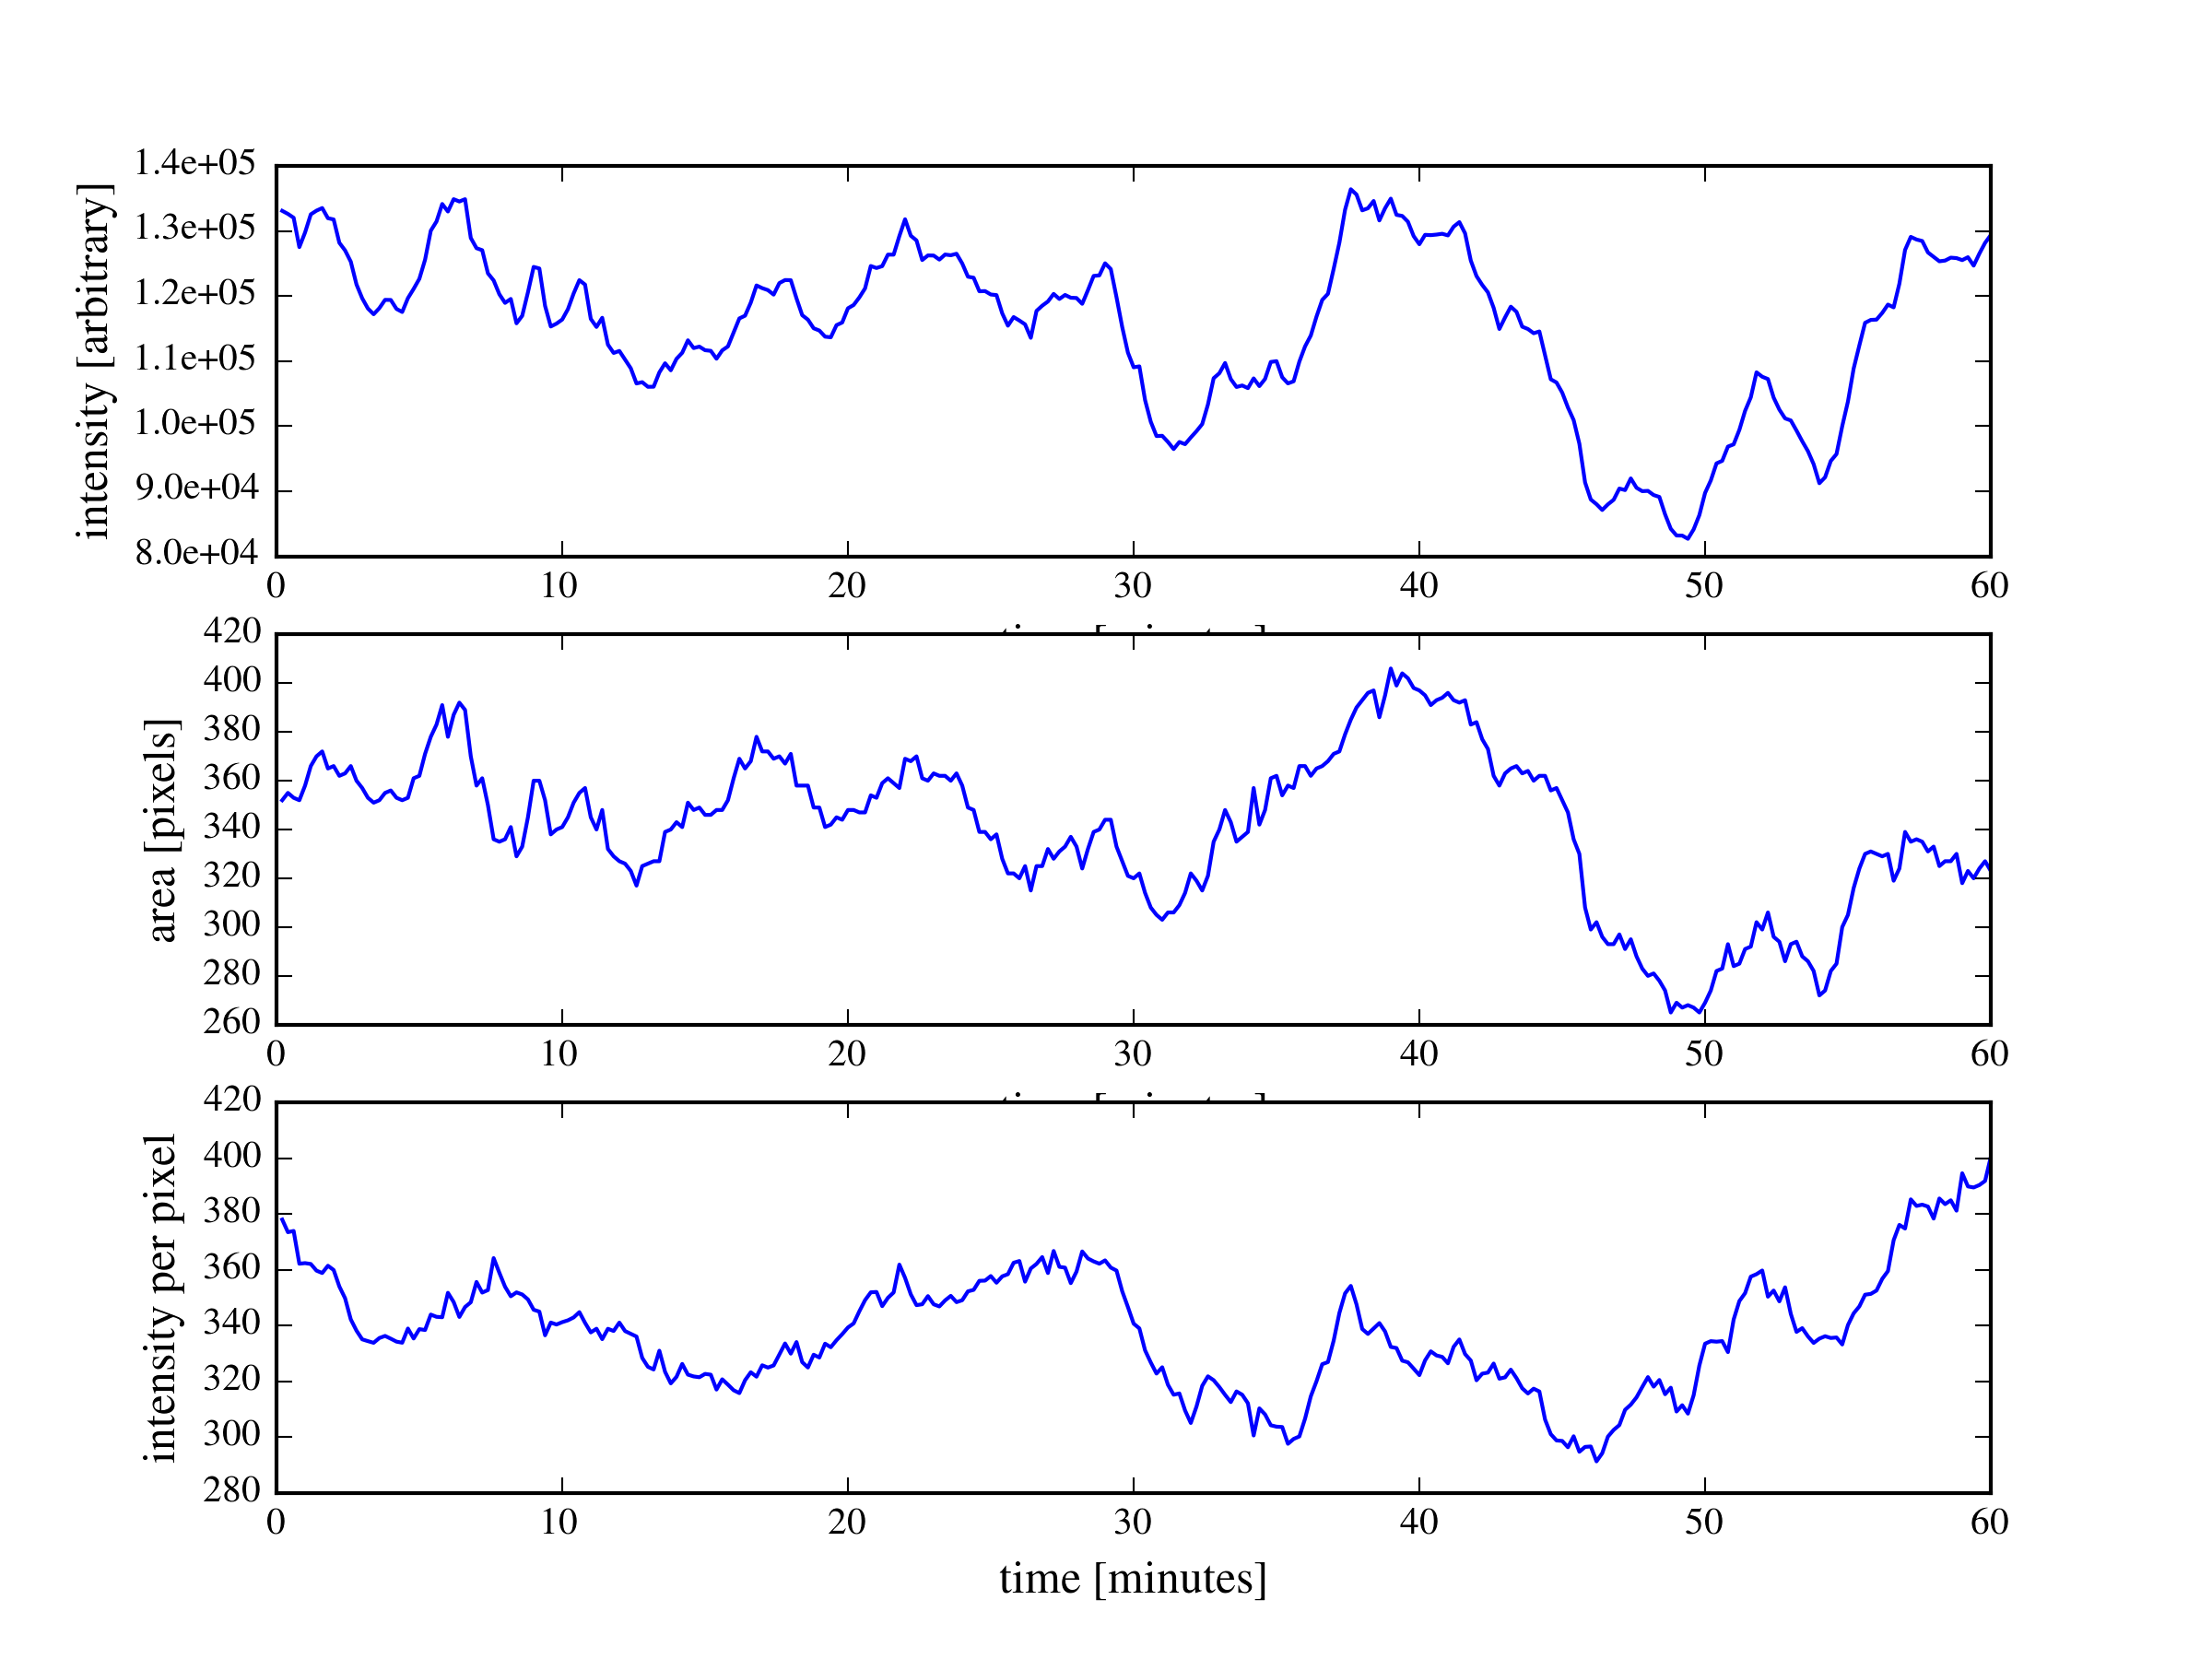 intensity [arbitrary]
1.4e+05
1.3e+05
1.2e+05
1.1e+05
1.0e+05
9.0e+04
8.0e+04
0 10 20 30 40 50 60
area [pixels]
420
400
380
360
340
320
300
280
260
0 10 20 30 40 50 60
intensity per pixel
420
400
380
360
340
320
300
280
0 10 20 30 40 50 60
time [minutes]